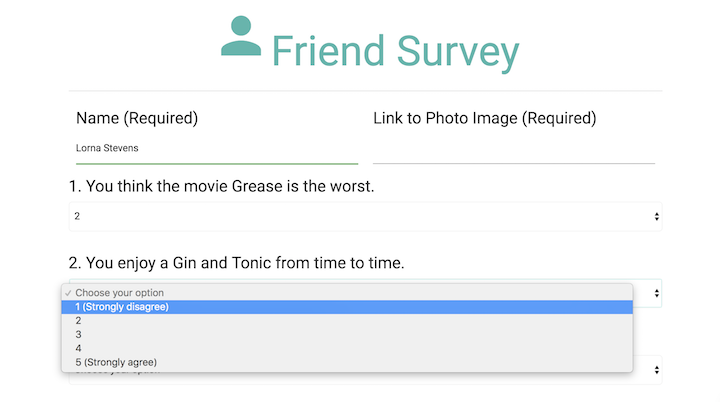 Friend Survey
Name (Required)
Link to Photo Image (Required)
Lorna Stevens
1. You think the movie Grease is the worst.
2
2. You enjoy a Gin and Tonic from time to time.
✓ Choose your option
1 (Strongly disagree)
2
3
4
5 (Strongly agree)